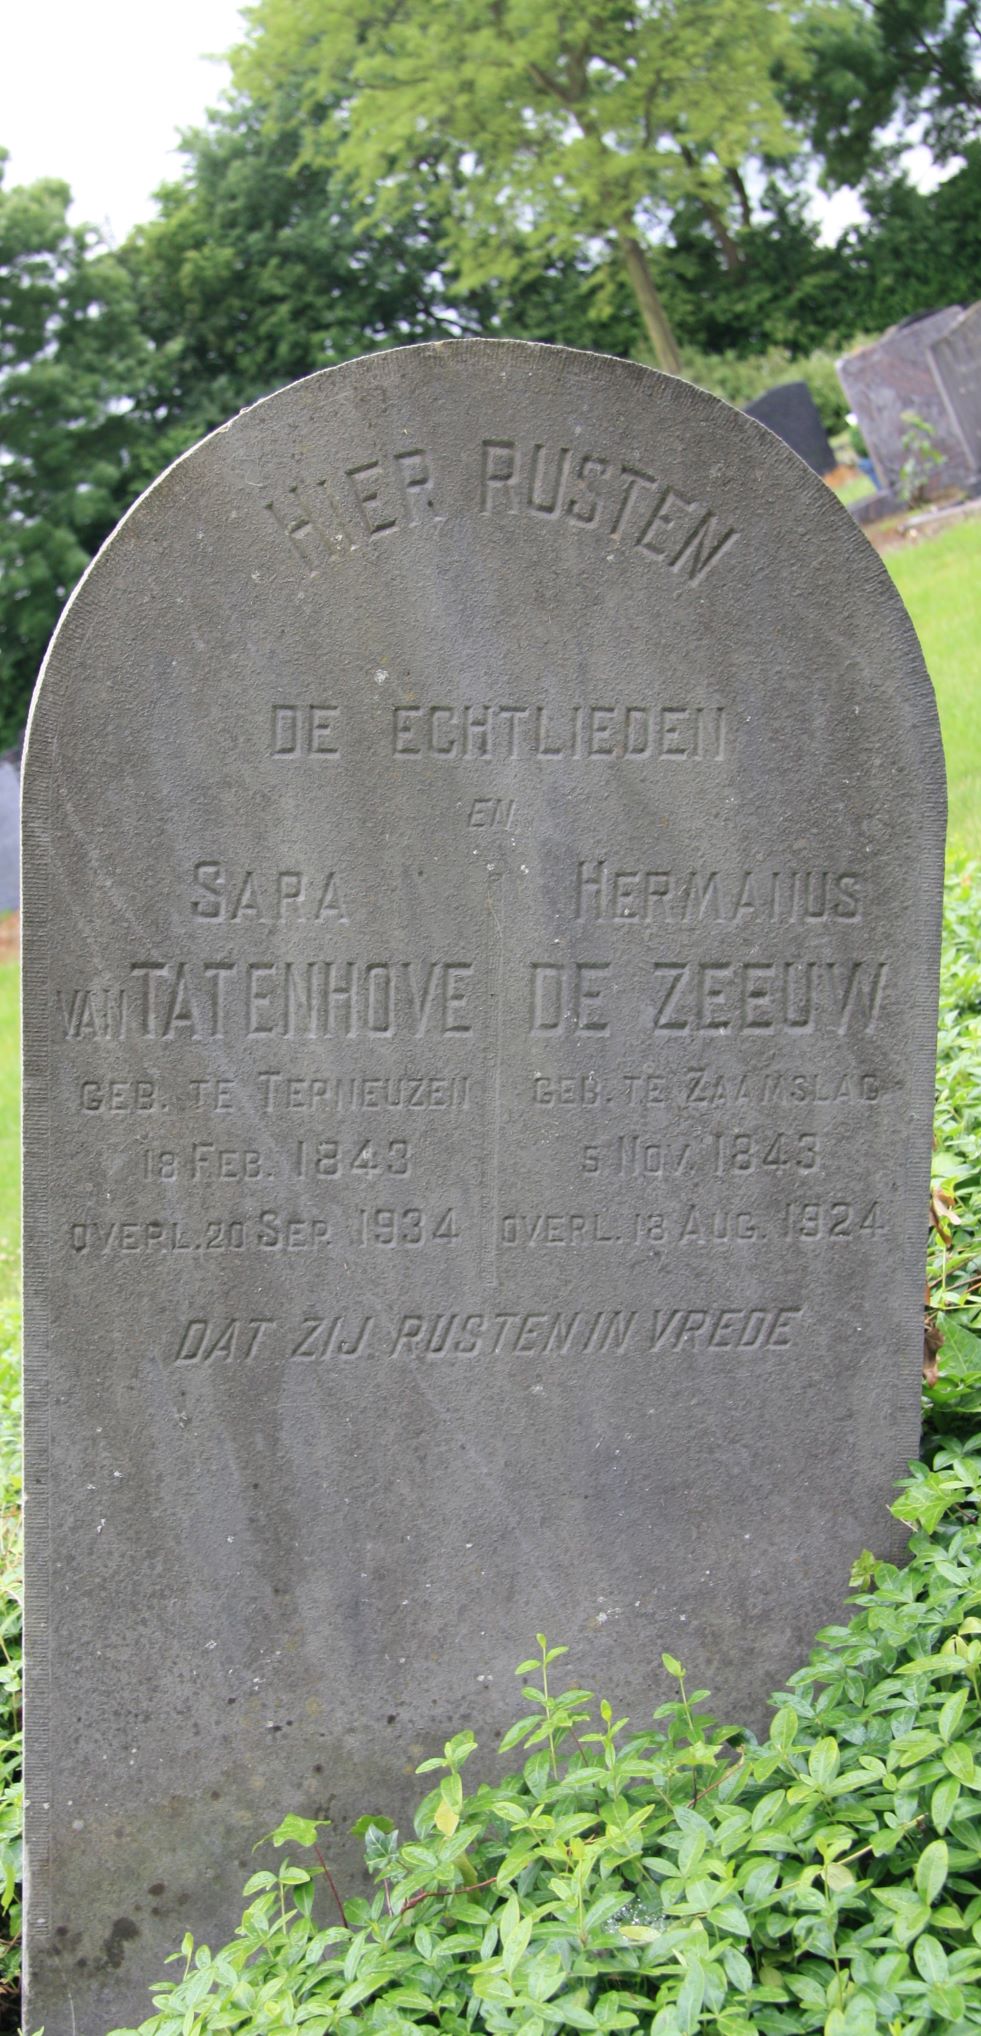 HIER RUSTEN
DE ECHTLIEDEN
EN
SARA
VAN TATENHOVE
GEB. TE TERNEUZEN
18 FEB. 1843
OVERL. 20 SEP. 1934
HERMANUS
DE ZEEUW
GEB. TE ZAAMSLAG
5 NOV. 1843
OVERL. 18 AUG. 1924
DAT ZIJ RUSTEN IN VREDE